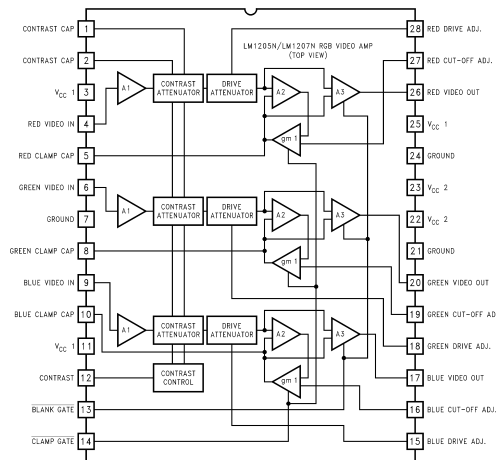 LM1205N/LM1207N RGB VIDEO AMP
(TOP VIEW)
CONTRAST CAP 1
CONTRAST CAP 2
VCC 1 3
RED VIDEO IN 4
RED CLAMP CAP 5
GREEN VIDEO IN 6
GROUND 7
GREEN CLAMP CAP 8
BLUE VIDEO IN 9
BLUE CLAMP CAP 10
VCC 1 11
CONTRAST 12
BLANK GATE 13
CLAMP GATE 14
28 RED DRIVE ADJ.
27 RED CUT-OFF ADJ.
26 RED VIDEO OUT
25 VCC 1
24 GROUND
23 VCC 2
22 VCC 2
21 GROUND
20 GREEN VIDEO OUT
19 GREEN CUT-OFF AD
18 GREEN DRIVE ADJ.
17 BLUE VIDEO OUT
16 BLUE CUT-OFF ADJ.
15 BLUE DRIVE ADJ.
A1
CONTRAST
ATTENUATOR
DRIVE
ATTENUATOR
A2
A3
gm 1
A1
CONTRAST
ATTENUATOR
DRIVE
ATTENUATOR
A2
A3
gm 1
A1
CONTRAST
ATTENUATOR
DRIVE
ATTENUATOR
A2
A3
gm 1
CONTRAST
CONTROL